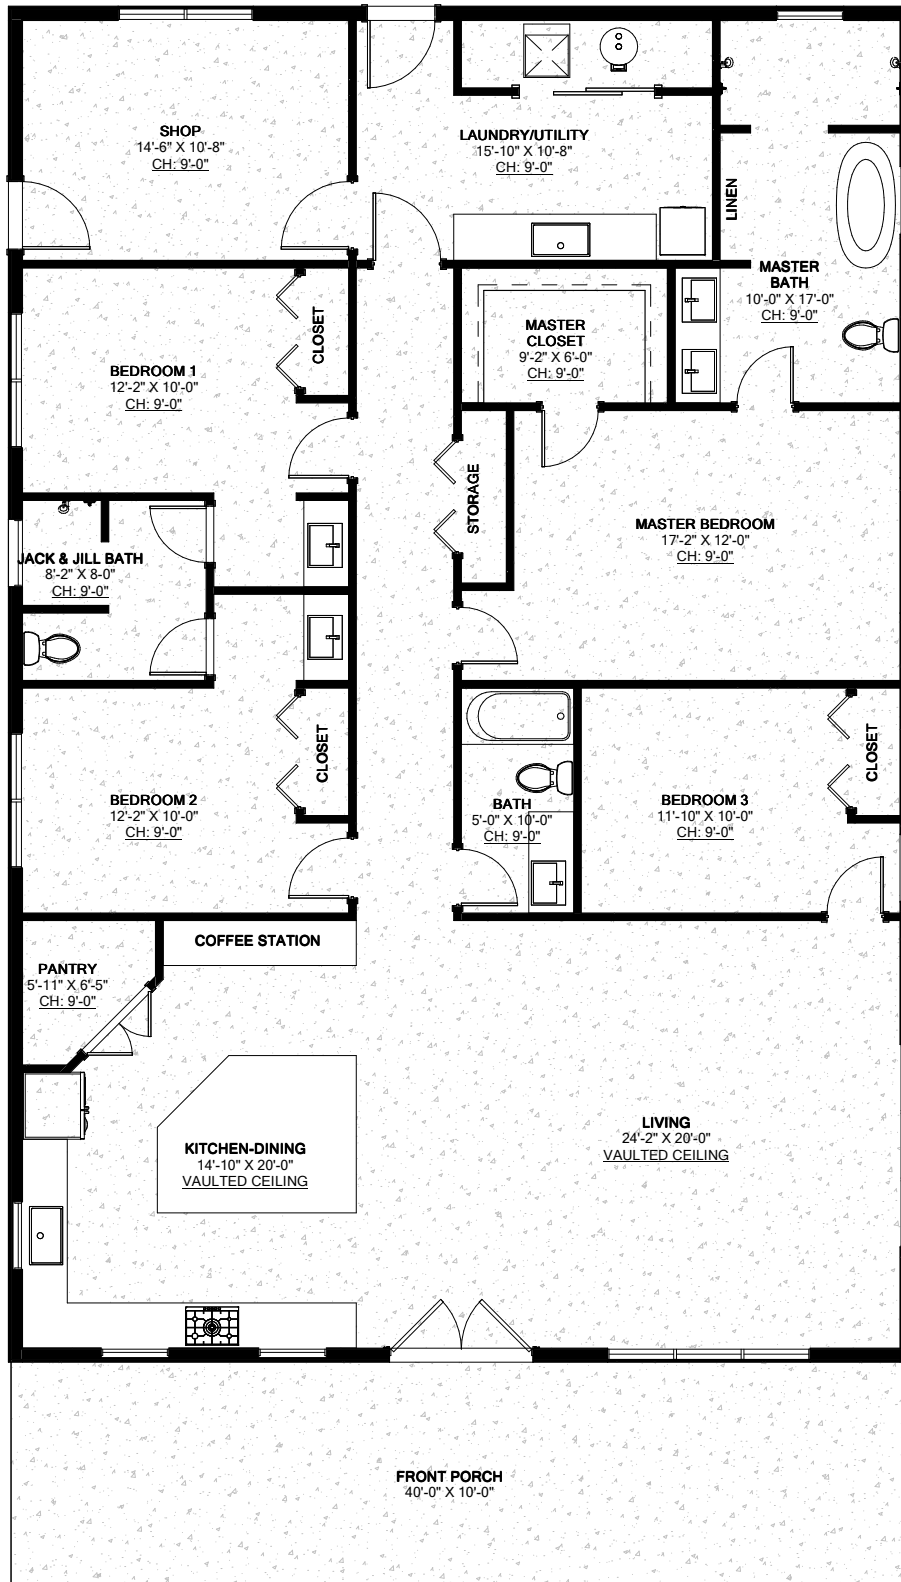 SHOP
14'-6" X 10'-8"
CH: 9'-0"
LAUNDRY/UTILITY
15'-10" X 10'-8"
CH: 9'-0"
LINEN
MASTER
BATH
10'-0" X 17'-0"
CH: 9'-0"
CLOSET
MASTER
CLOSET
9'-2" X 6'-0"
CH: 9'-0"
BEDROOM 1
12'-2" X 10'-0"
CH: 9'-0"
STORAGE
MASTER BEDROOM
17'-2" X 12'-0"
CH: 9'-0"
JACK & JILL BATH
8'-2" X 8-0"
CH: 9'-0"
CLOSET
CLOSET
BEDROOM 2
12'-2" X 10'-0"
CH: 9'-0"
BATH
5'-0" X 10'-0"
CH: 9'-0"
BEDROOM 3
11'-10" X 10'-0"
CH: 9'-0"
COFFEE STATION
PANTRY
5'-11" X 6'-5"
CH: 9'-0"
KITCHEN-DINING
14'-10" X 20'-0"
VAULTED CEILING
LIVING
24'-2" X 20'-0"
VAULTED CEILING
FRONT PORCH
40'-0" X 10'-0"